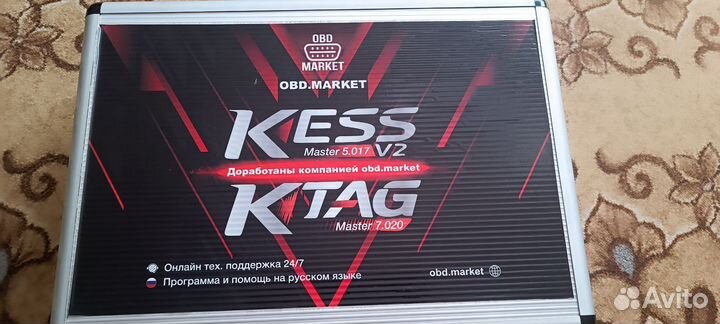 OBD
MARKET
OBD.MARKET
KESS
Master 5.017 V2
Доработаны компанией obd.market
KTAG
Master 7.020
Онлайн тех. поддержка 24/7
Программа и помощь на русском языке
obd.market
Avito